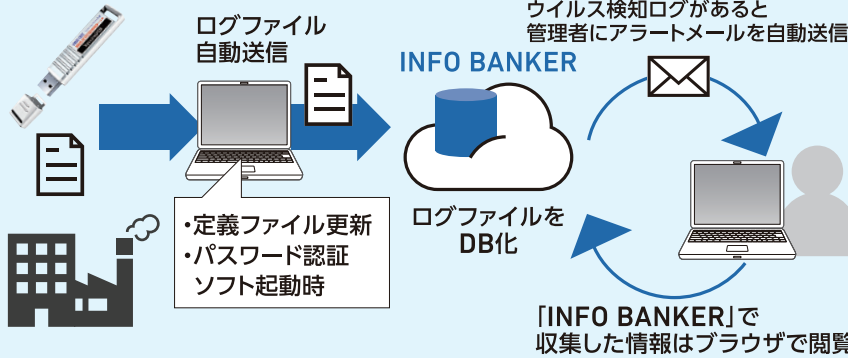 ログファイル
自動送信
INFO BANKER
ウイルス検知ログがあると
管理者にアラートメールを自動送信
・定義ファイル更新
・パスワード認証
ソフト起動時
ログファイルを
DB化
「INFO BANKER」で
収集した情報はブラウザで閲覧